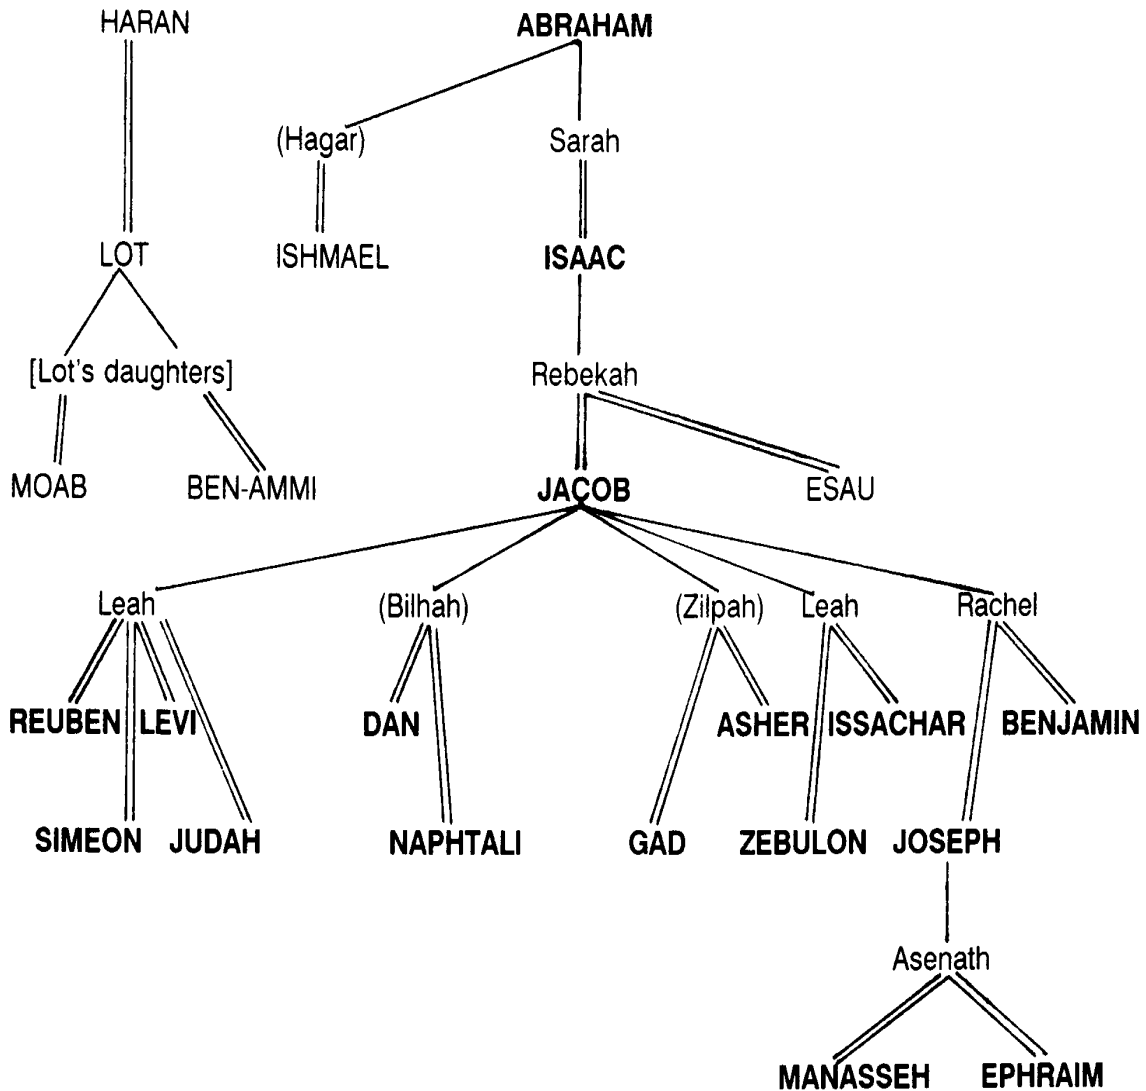 HARAN ABRAHAM
(Hagar) Sarah
LOT ISHMAEL ISAAC
[Lot's daughters] Rebekah
MOAB BEN-AMMI JACOB ESAU
Leah (Bilhah) (Zilpah) Leah Rachel
REUBEN LEVI DAN ASHER ISSACHAR BENJAMIN
SIMEON JUDAH NAPHTALI GAD ZEBULON JOSEPH
Asenath
MANASSEH EPHRAIM